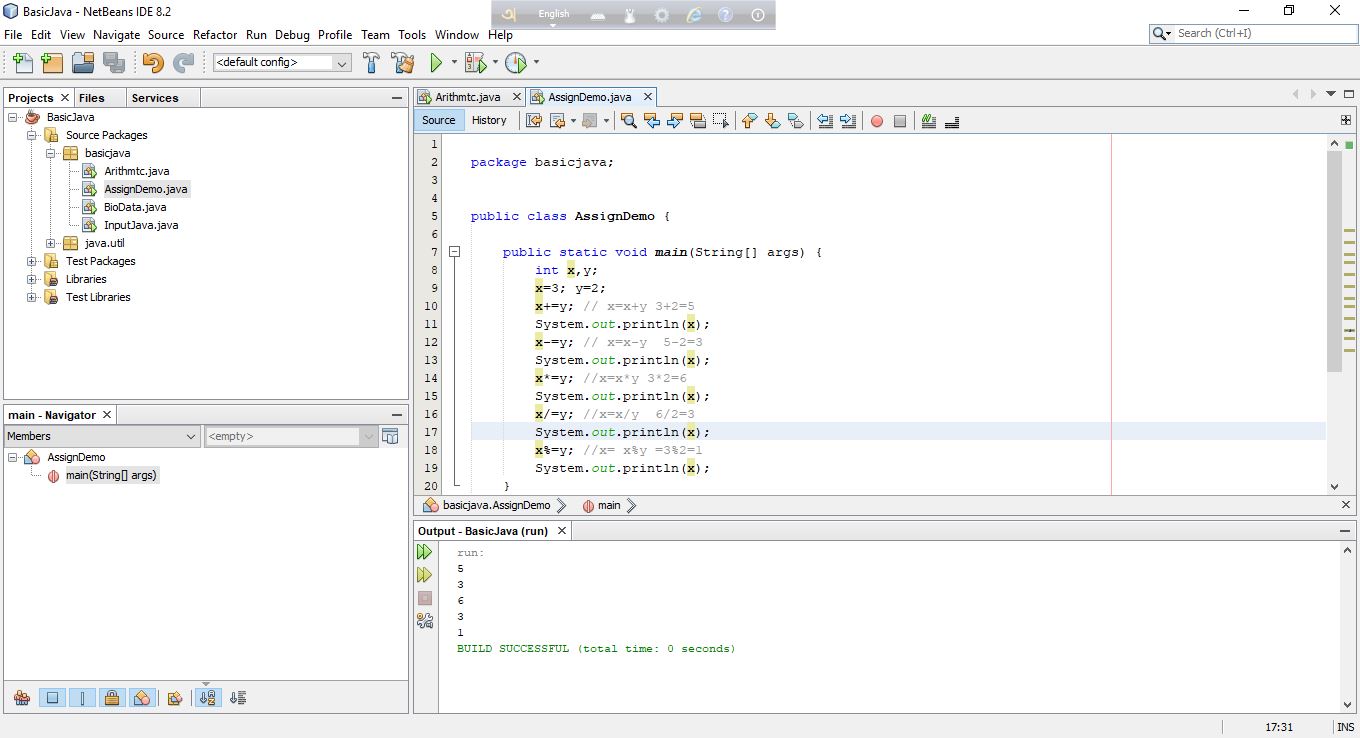 BasicJava - NetBeans IDE 8.2
English
File Edit View Navigate Source Refactor Run Debug Profile Team Tools Window Help
Search (Ctrl+I)
<default config>
Projects Files Services
BasicJava
Source Packages
basicjava
Arithmtc.java
AssignDemo.java
BioData.java
InputJava.java
java.util
Test Packages
Libraries
Test Libraries
main - Navigator
Members <empty>
AssignDemo
main(String[] args)
Arithmtc.java AssignDemo.java
Source History
1
2 package basicjava;
3
4
5 public class AssignDemo {
6
7 public static void main(String[] args) {
8 int x,y;
9 x=3; y=2;
10 x+=y; // x=x+y 3+2=5
11 System.out.println(x);
12 x-=y; // x=x-y 5-2=3
13 System.out.println(x);
14 x*=y; //x=x*y 3*2=6
15 System.out.println(x);
16 x/=y; //x=x/y 6/2=3
17 System.out.println(x);
18 x%=y; //x= x%y =3%2=1
19 System.out.println(x);
20 }
basicjava.AssignDemo main
Output - BasicJava (run)
run:
5
3
6
3
1
BUILD SUCCESSFUL (total time: 0 seconds)
17:31 INS